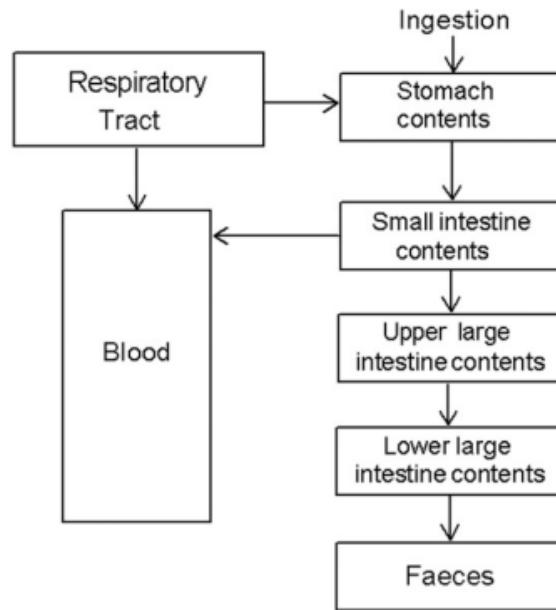 Ingestion
Respiratory
Tract
Stomach
contents
Small intestine
contents
Blood
Upper large
intestine contents
Lower large
intestine contents
Faeces